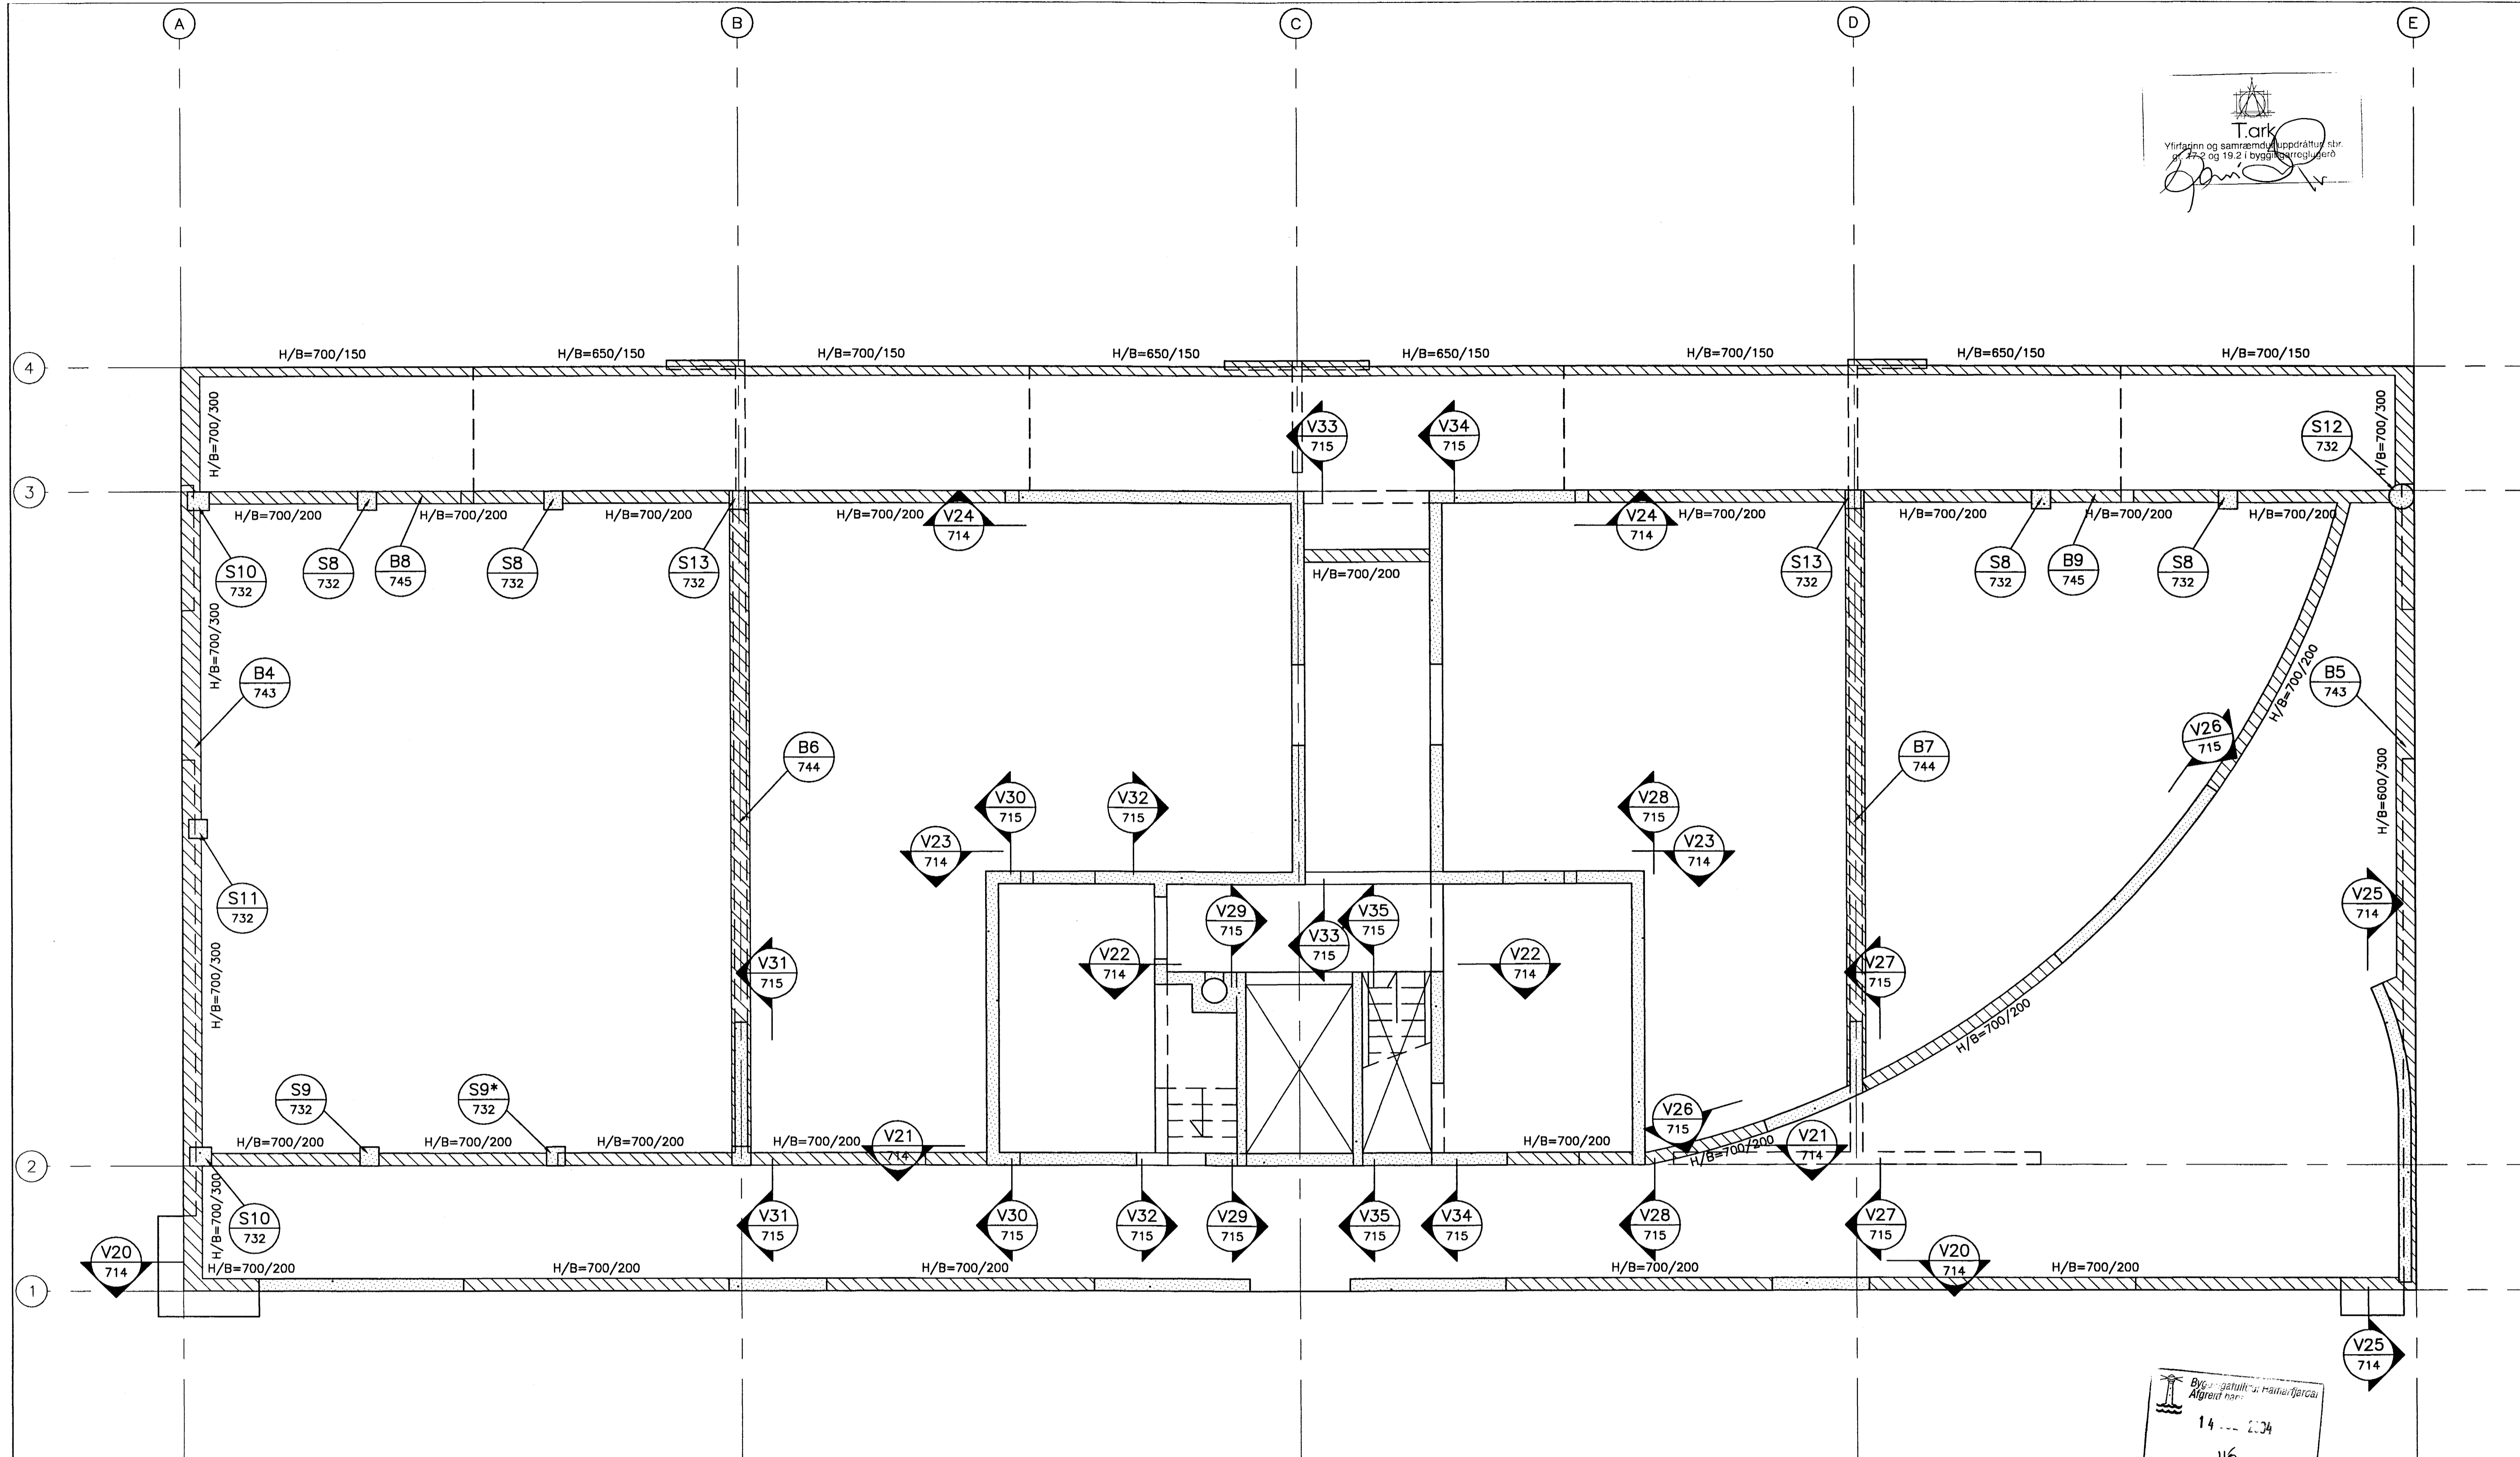 A
B
C
D
E
T.ark
Yfirfarinn og samræmdur uppdráttur sbr.
gr. 17.2 og 19.2 í byggingarreglugerð
H/B=700/150
H/B=650/150
H/B=700/150
H/B=650/150
H/B=650/150
H/B=700/150
H/B=650/150
H/B=700/150
4
H/B=700/300
V33
715
V34
715
S12
732
H/B=700/300
3
H/B=700/200
H/B=700/200
H/B=700/200
H/B=700/200
V24
714
V24
714
H/B=700/200
H/B=700/200
H/B=700/200
H/B=700/200
S10
732
S8
732
B8
745
S8
732
S13
732
H/B=700/200
S13
732
S8
732
B9
745
S8
732
H/B=700/300
B4
743
H/B=700/200
B5
743
B6
744
B7
744
V26
715
V30
715
V32
715
V28
715
H/B=600/300
V23
714
V23
714
S11
732
V29
715
V35
715
V25
714
V33
715
V22
714
V22
714
V31
715
V27
715
H/B=700/300
H/B=700/200
S9
732
S9*
732
V26
715
H/B=700/200
H/B=700/200
H/B=700/200
H/B=700/200
V21
714
H/B=700/200
H/B=700/200
V21
714
2
H/B=700/300
S10
732
V31
715
V30
715
V32
715
V29
715
V35
715
V34
715
V28
715
V27
715
V20
714
H/B=700/200
H/B=700/200
H/B=700/200
H/B=700/200
V20
714
H/B=700/200
1
V25
714
Afgreitt
14